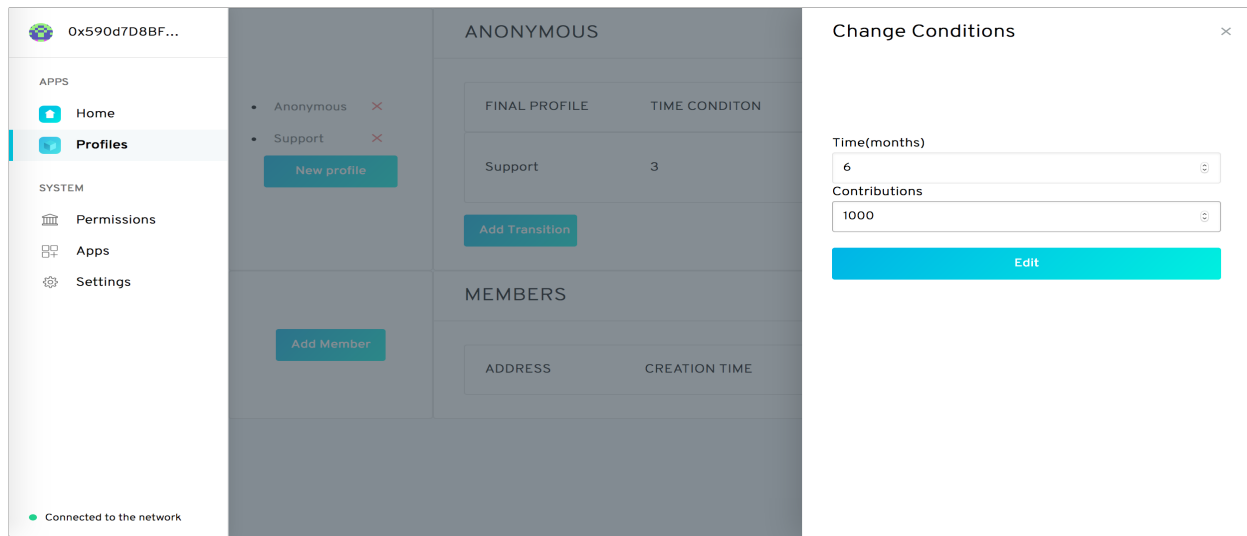 0x590d7D8BF...
APPS
Home
Profiles
SYSTEM
Permissions
Apps
Settings
Connected to the network
Anonymous
Support
New profile
Add Member
ANONYMOUS
FINAL PROFILE TIME CONDITON
Support 3
Add Transition
MEMBERS
ADDRESS CREATION TIME
Change Conditions
Time(months)
6
Contributions
1000
Edit